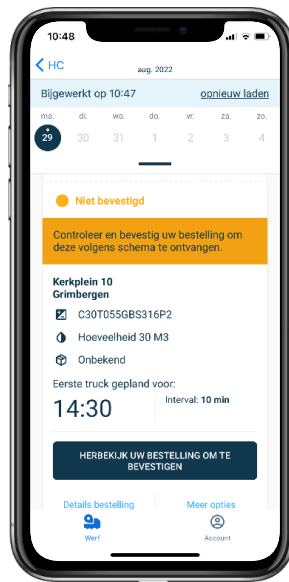 10:48
HC
aug. 2022
Bijgewerkt op 10:47 opnieuw laden
ma. di. wo. do. vr. za. zo.
29 30 31 1 2 3 4
Niet bevestigd
Controleer en bevestig uw bestelling om
deze volgens schema te ontvangen.
Kerkplein 10
Grimbergen
C30T055GBS316P2
Hoeveelheid 30 M3
Onbekend
Eerste truck gepland voor:
14:30 Interval: 10 min
HERBEKIJK UW BESTELLING OM TE
BEVESTIGEN
Details bestelling Meer opties
Werf Account